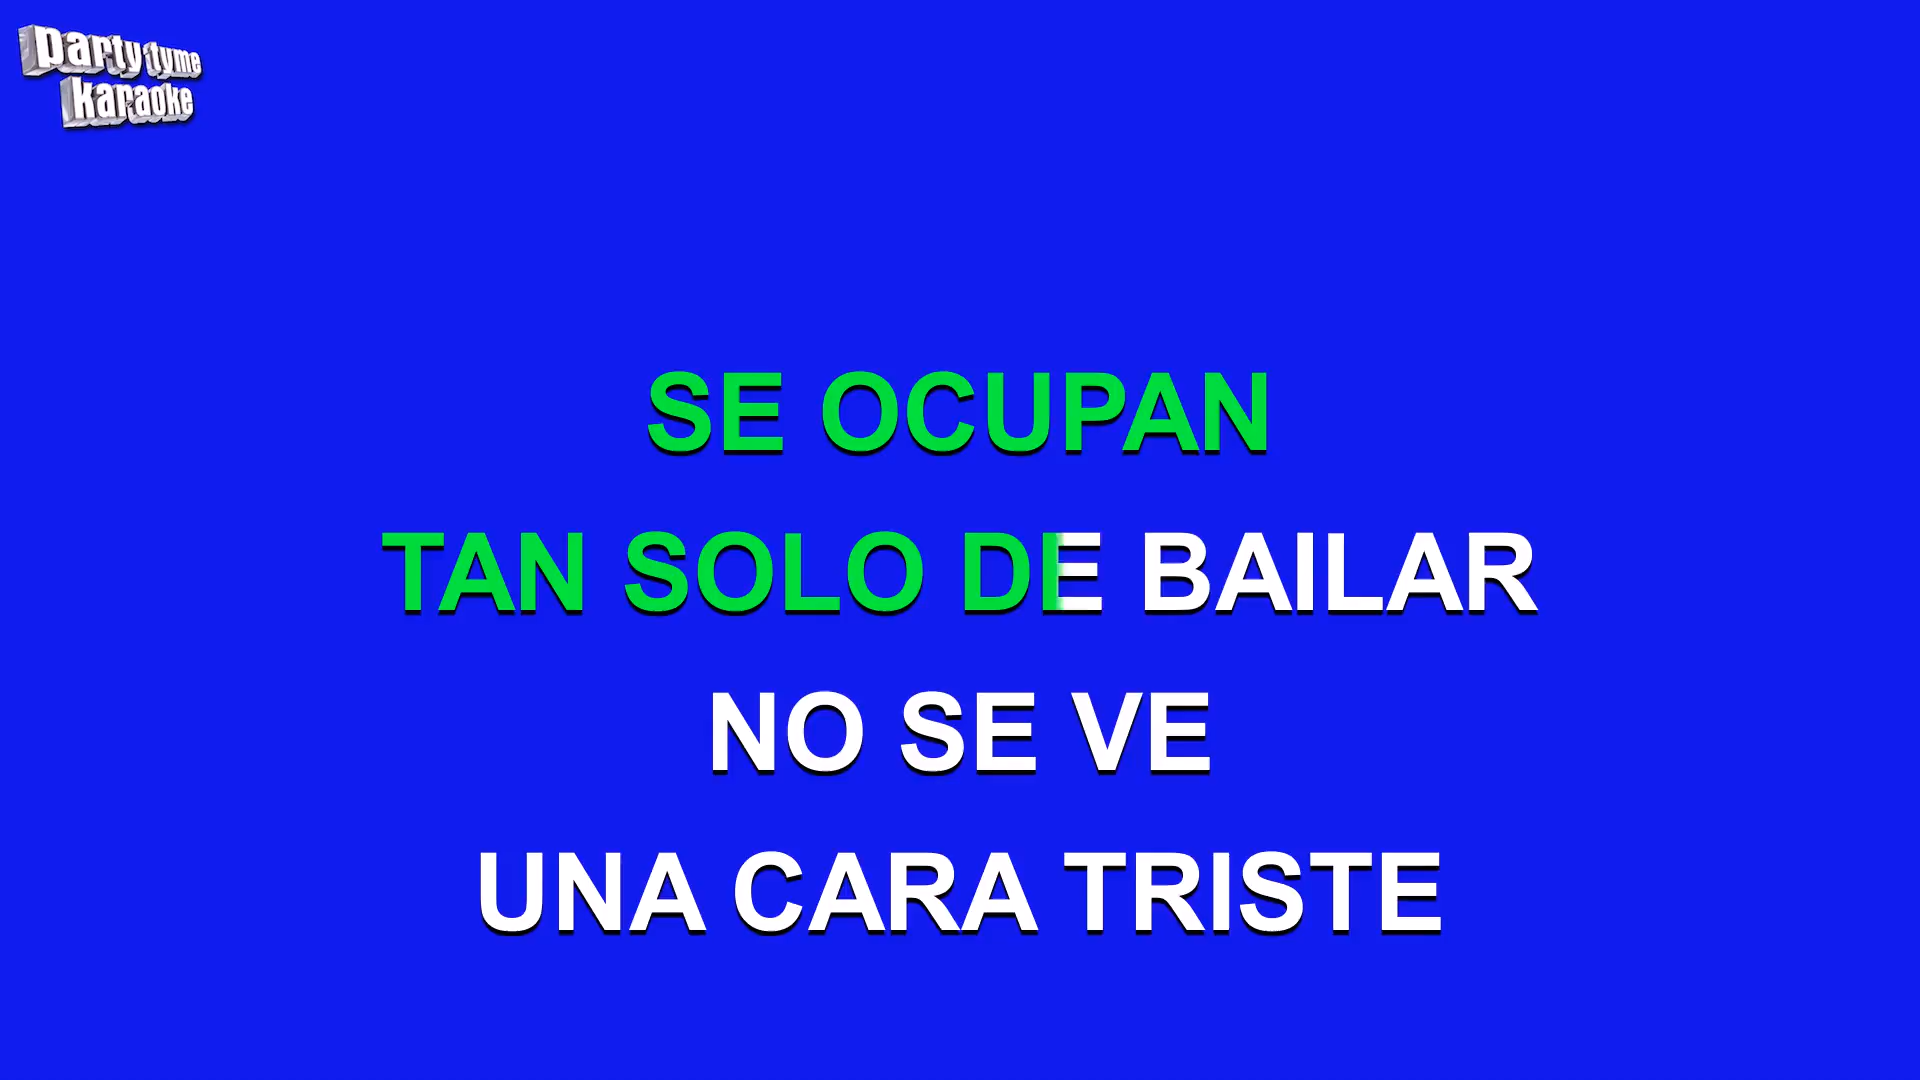 party tyme
karaoke
SE OCUPAN
TAN SOLO DE BAILAR
NO SE VE
UNA CARA TRISTE